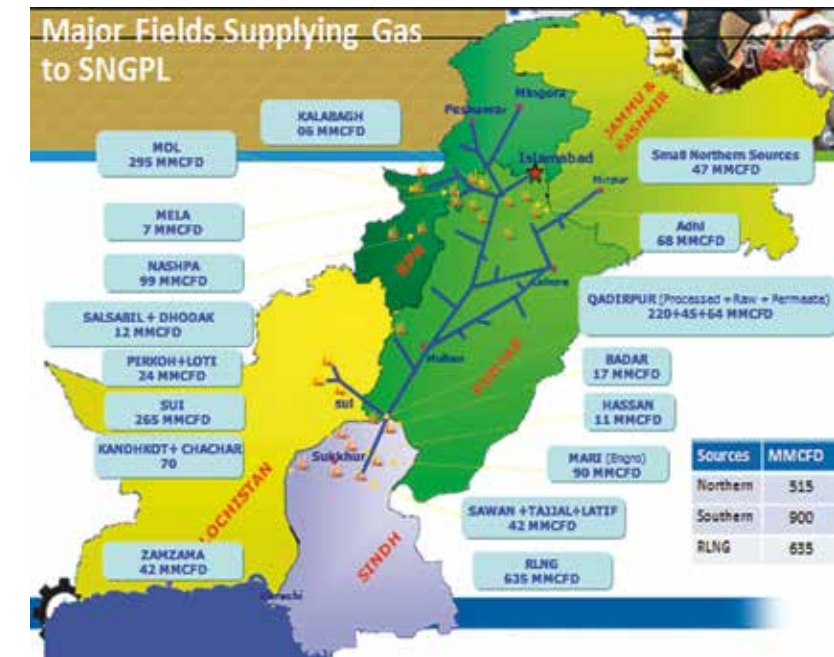 Major Fields Supplying Gas
to SNGPL
KALABAGH
06 MMCFD
MOL
295 MMCFD
MELA
7 MMCFD
NASHPA
99 MMCFD
SALSABIL + DHODAK
12 MMCFD
PIRKOH+LOTI
24 MMCFD
SUI
265 MMCFD
KANDHKOT+ CHACHAR
70
ZAMZAMA
42 MMCFD
Mingora
Peshawar
Islamabad
JAMMU &
KASHMIR
Mirpur
KPK
Lahore
Multan
PUNJAB
sui
Sukkhur
LOCHISTAN
SINDH
Karachi
Small Northern Sources
47 MMCFD
Adhi
68 MMCFD
QADIRPUR (Processed + Raw + Permeate)
220+45+64 MMCFD
BADAR
17 MMCFD
HASSAN
11 MMCFD
MARI (Engro)
90 MMCFD
SAWAN +TAJJAL+LATIF
42 MMCFD
RLNG
635 MMCFD
Sources MMCFD
Northern 515
Southern 900
RLNG 635